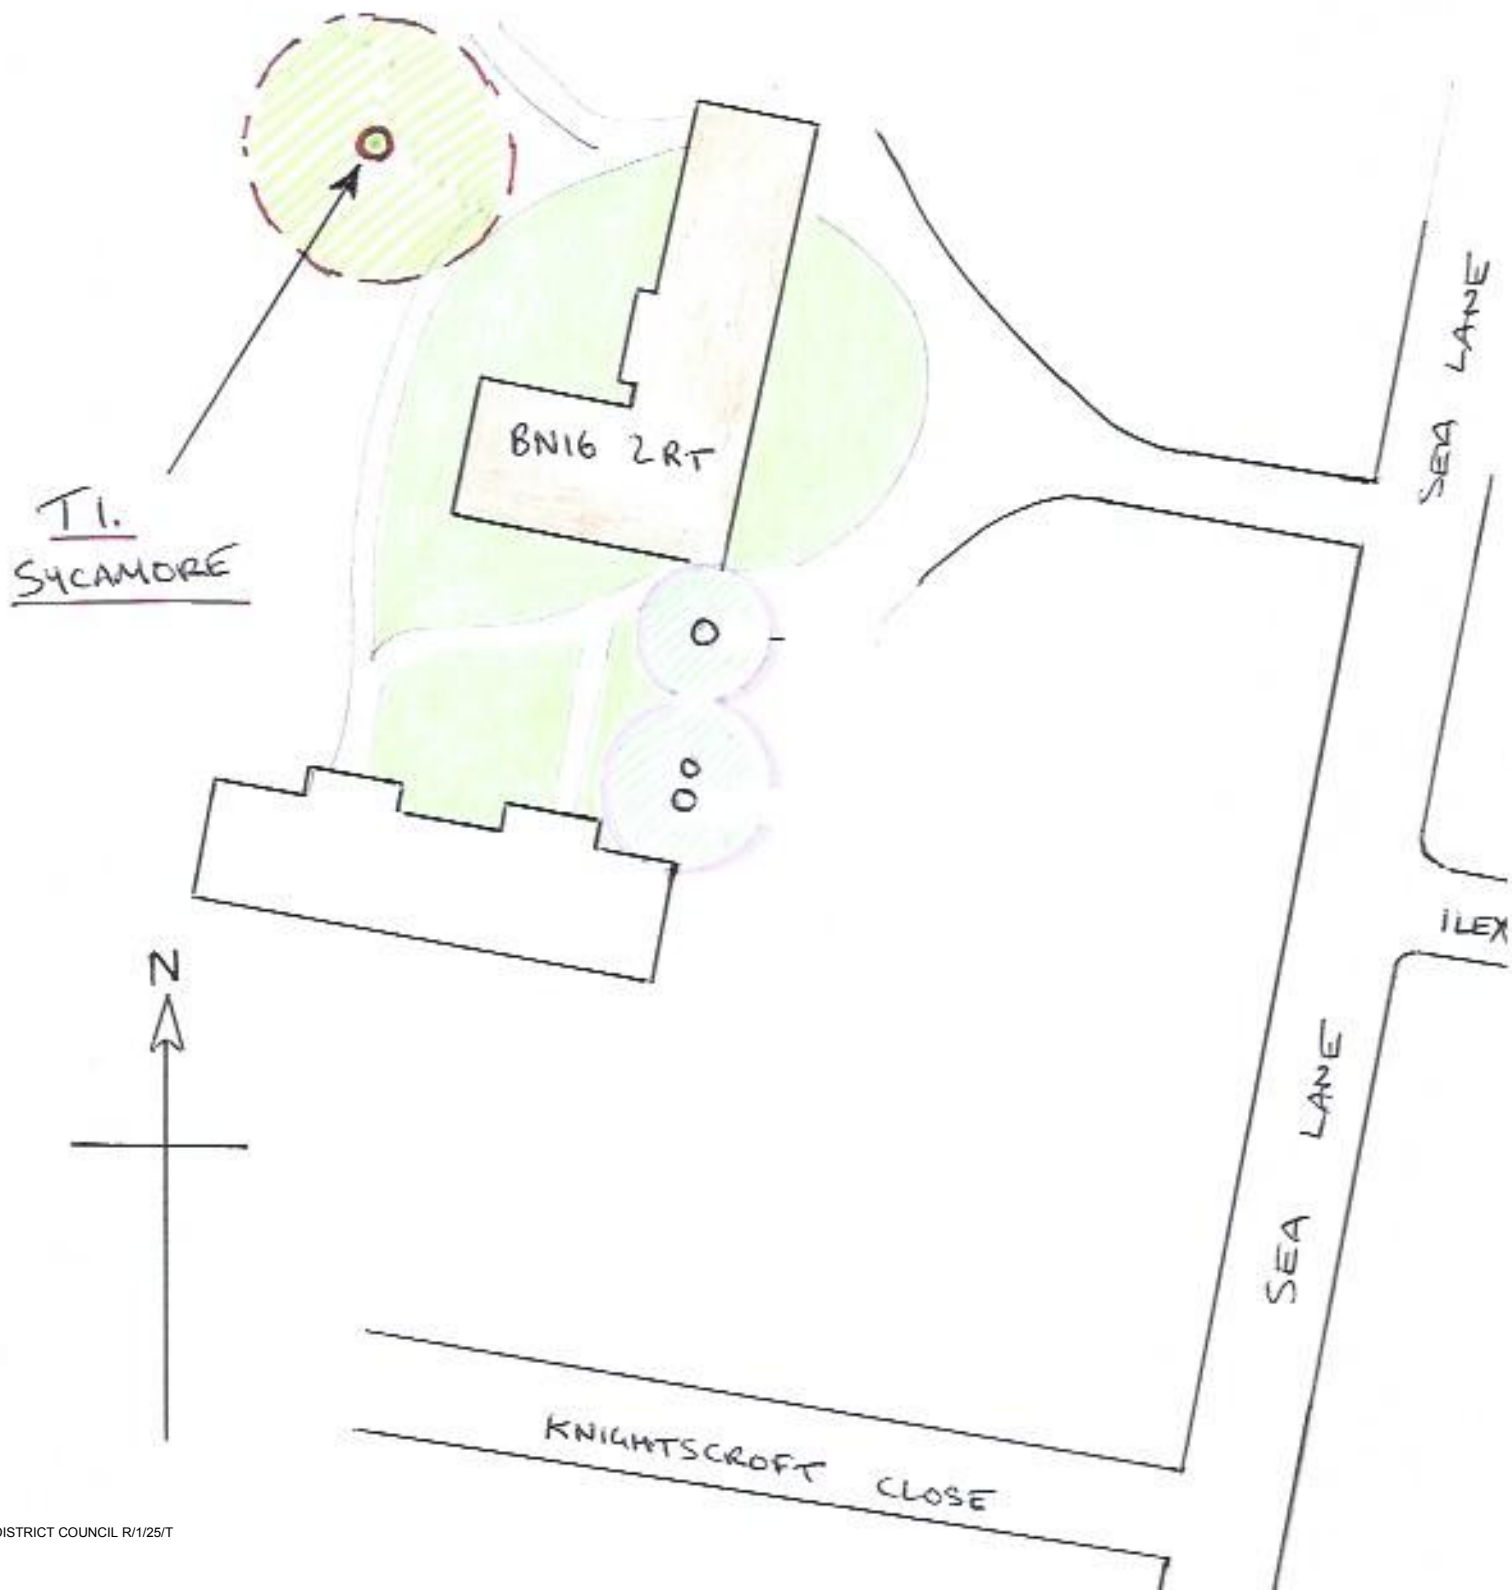 SEA LANE
BN16 2RT
T1.
SYCAMORE
ILEX
N
SEA LANE
KNIGHTSCROFT CLOSE
DISTRICT COUNCIL R/1/25/T